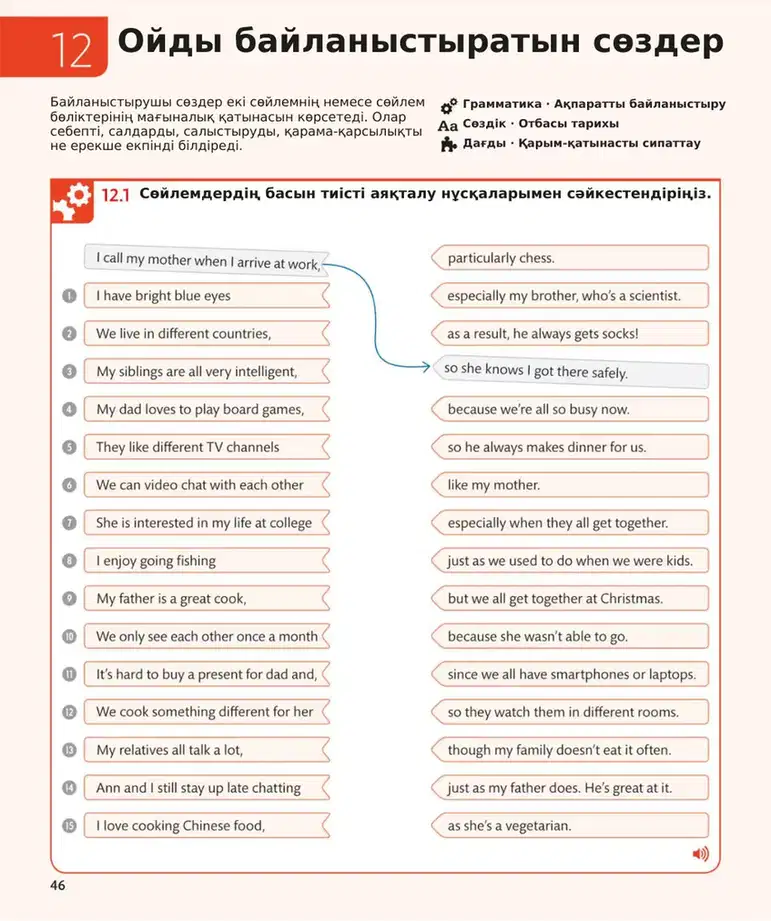 12
Ойды байланыстыратын сөздер
Байланыстырушы сөздер екі сөйлемнің немесе сөйлем
бөліктерінің мағыналық қатынасын көрсетеді. Олар
себепті, салдарды, салыстыруды, қарама-қарсылықты
не ерекше екпінді білдіреді.
Грамматика · Ақпаратты байланыстыру
Aa Сөздік · Отбасы тарихы
Дағды · Қарым-қатынасты сипаттау
12.1 Сөйлемдердің басын тиісті аяқталу нұсқаларымен сәйкестендіріңіз.
I call my mother when I arrive at work,
particularly chess.
1 I have bright blue eyes
especially my brother, who's a scientist.
2 We live in different countries,
as a result, he always gets socks!
3 My siblings are all very intelligent,
so she knows I got there safely.
4 My dad loves to play board games,
because we're all so busy now.
5 They like different TV channels
so he always makes dinner for us.
6 We can video chat with each other
like my mother.
7 She is interested in my life at college
especially when they all get together.
8 I enjoy going fishing
just as we used to do when we were kids.
9 My father is a great cook,
but we all get together at Christmas.
10 We only see each other once a month
because she wasn't able to go.
11 It's hard to buy a present for dad and,
since we all have smartphones or laptops.
12 We cook something different for her
so they watch them in different rooms.
13 My relatives all talk a lot,
though my family doesn't eat it often.
14 Ann and I still stay up late chatting
just as my father does. He's great at it.
15 I love cooking Chinese food,
as she's a vegetarian.
46